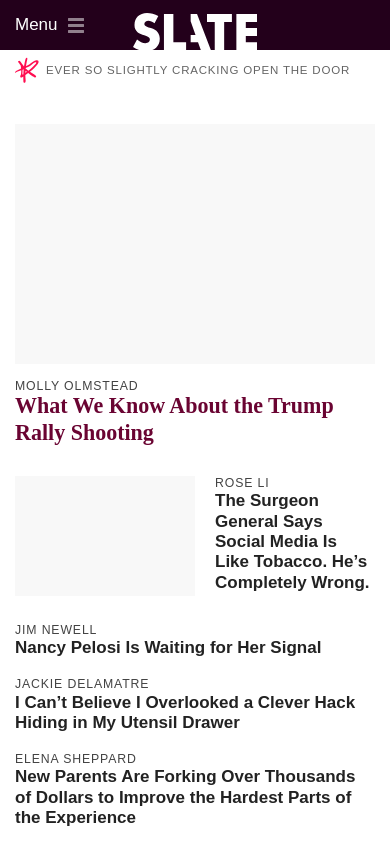 Menu
SLATE
EVER SO SLIGHTLY CRACKING OPEN THE DOOR
MOLLY OLMSTEAD
What We Know About the Trump
Rally Shooting
ROSE LI
The Surgeon
General Says
Social Media Is
Like Tobacco. He’s
Completely Wrong.
JIM NEWELL
Nancy Pelosi Is Waiting for Her Signal
JACKIE DELAMATRE
I Can’t Believe I Overlooked a Clever Hack
Hiding in My Utensil Drawer
ELENA SHEPPARD
New Parents Are Forking Over Thousands
of Dollars to Improve the Hardest Parts of
the Experience